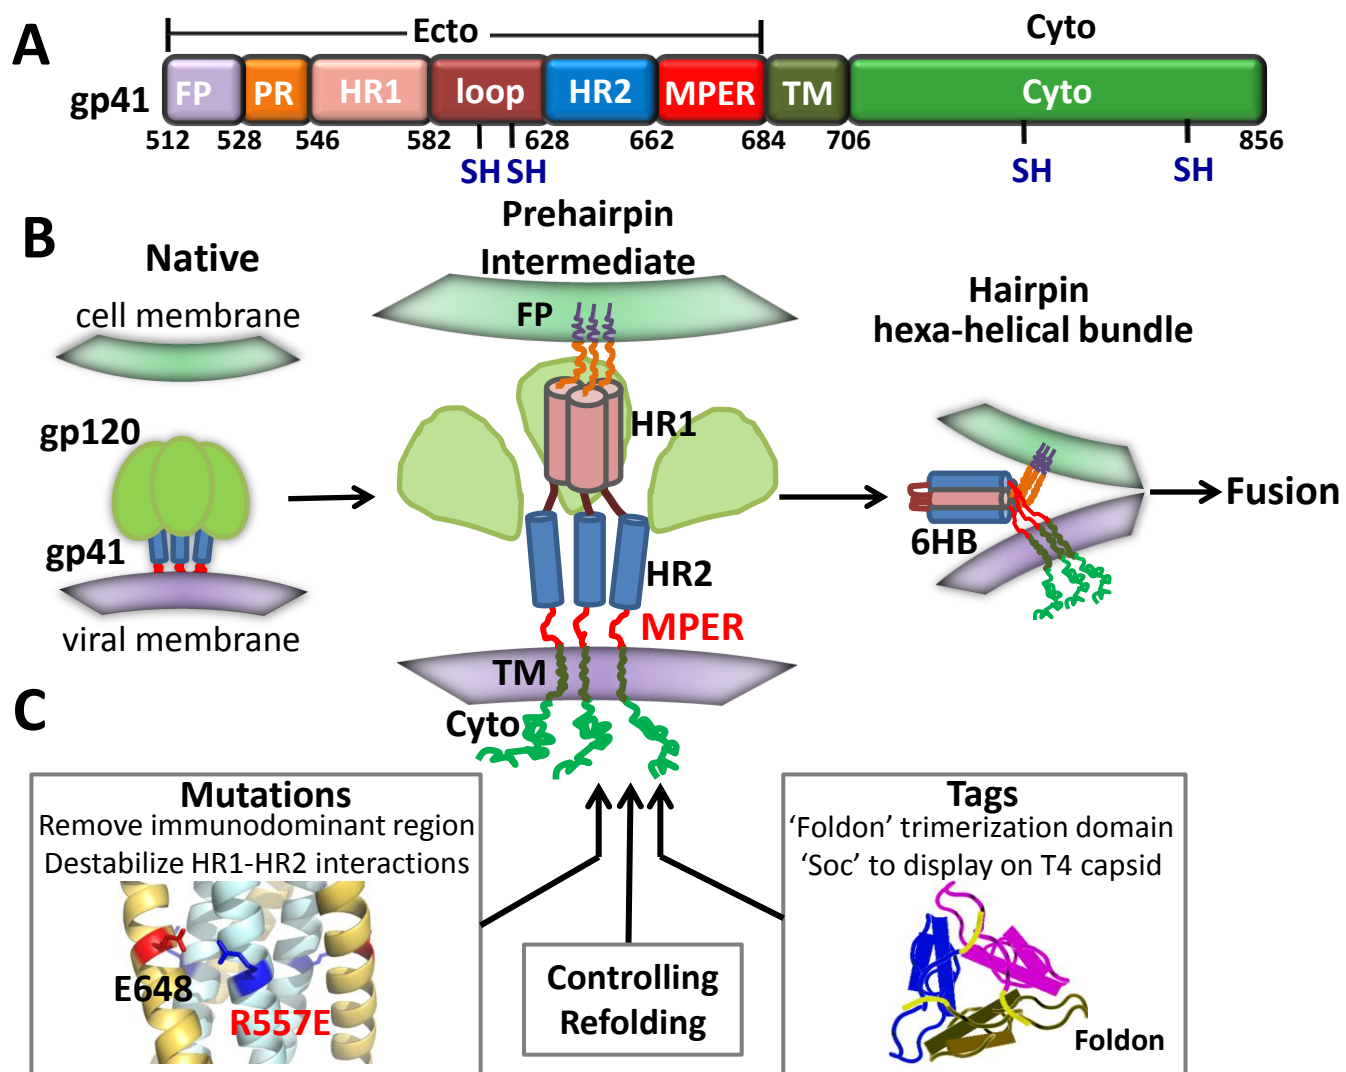 A
Ecto
Cyto
gp41
FP PR HR1 loop HR2 MPER TM Cyto
512 528 546 582 628 662 684 706 856
SH SH SH SH
B
Native
Prehairpin
Intermediate
Hairpin
hexa-helical bundle
cell membrane
FP
gp120
HR1
gp41
HR2
6HB
Fusion
viral membrane
MPER
TM
Cyto
C
Mutations
Remove immunodominant region
Destabilize HR1-HR2 interactions
E648
R557E
Controlling
Refolding
Tags
‘Foldon’ trimerization domain
‘Soc’ to display on T4 capsid
Foldon